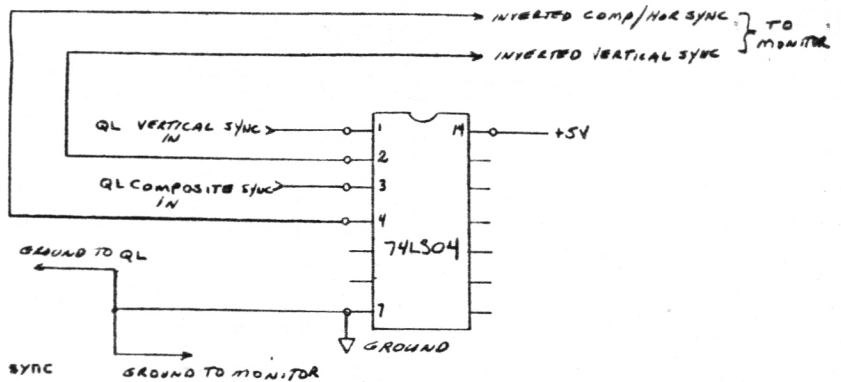 INVERTED COMP/HOR SYNC
INVERTED VERTICAL SYNC
TO
MONITOR
QL VERTICAL SYNC
IN
1
14
+5V
2
QL COMPOSITE SYNC
IN
3
4
74LS04
GROUND TO QL
7
GROUND
sync
GROUND TO MONITOR